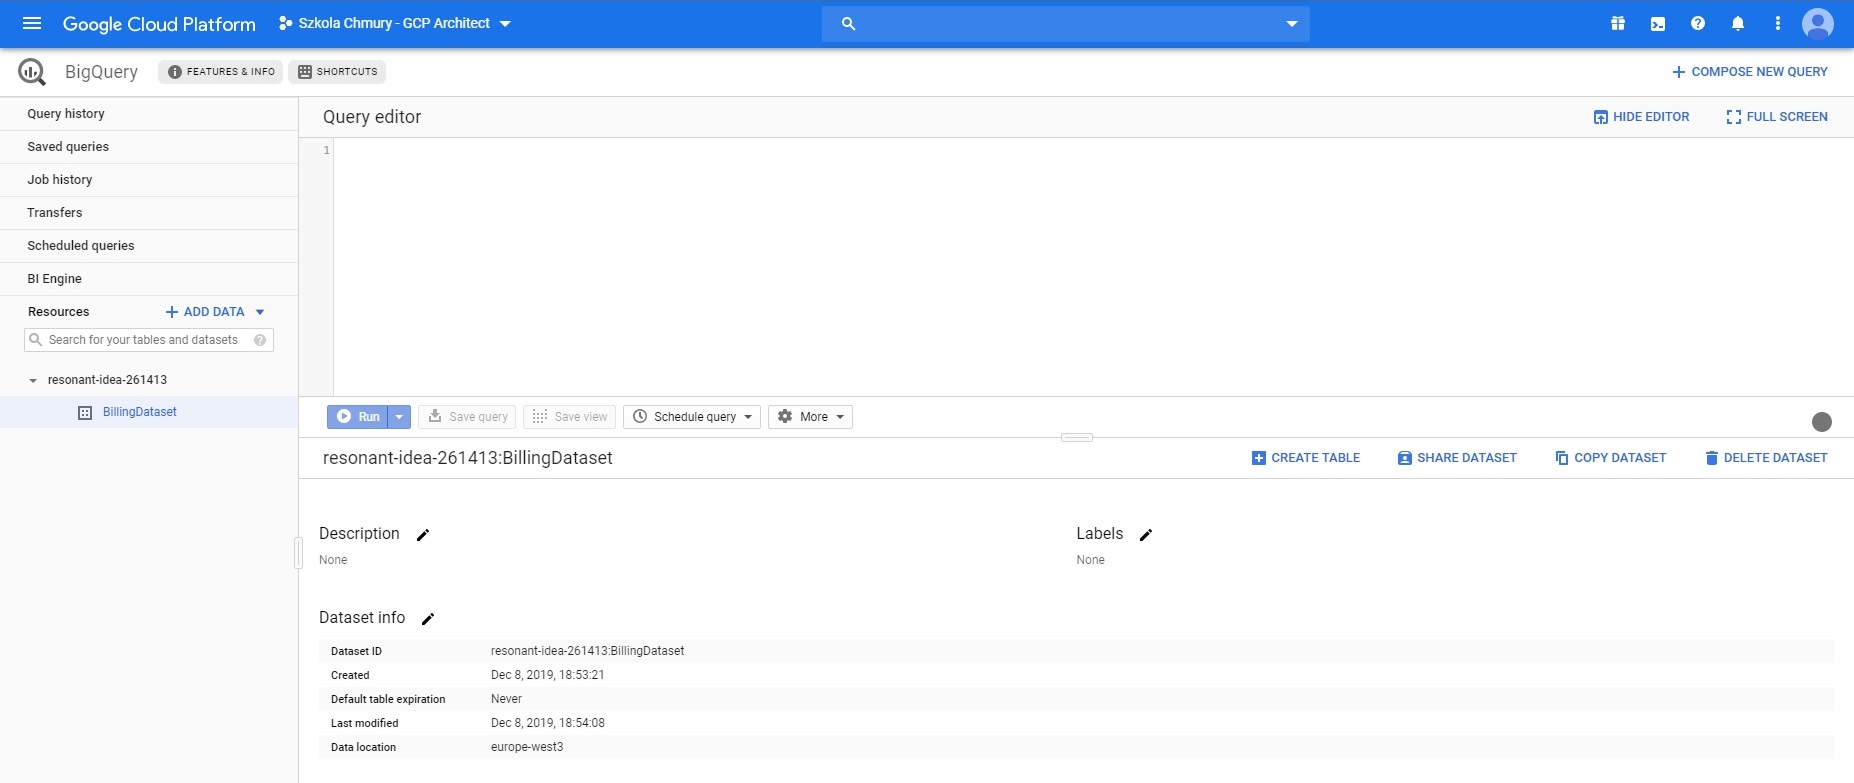 Google Cloud Platform Szkola Chmury - GCP Architect
BigQuery FEATURES & INFO SHORTCUTS COMPOSE NEW QUERY
Query history
Saved queries
Job history
Transfers
Scheduled queries
BI Engine
Resources ADD DATA
Search for your tables and datasets
resonant-idea-261413
BillingDataset
Query editor HIDE EDITOR FULL SCREEN
1
Run Save query Save view Schedule query More
resonant-idea-261413:BillingDataset CREATE TABLE SHARE DATASET COPY DATASET DELETE DATASET
Description Labels
None None
Dataset info
Dataset ID resonant-idea-261413:BillingDataset
Created Dec 8, 2019, 18:53:21
Default table expiration Never
Last modified Dec 8, 2019, 18:54:08
Data location europe-west3